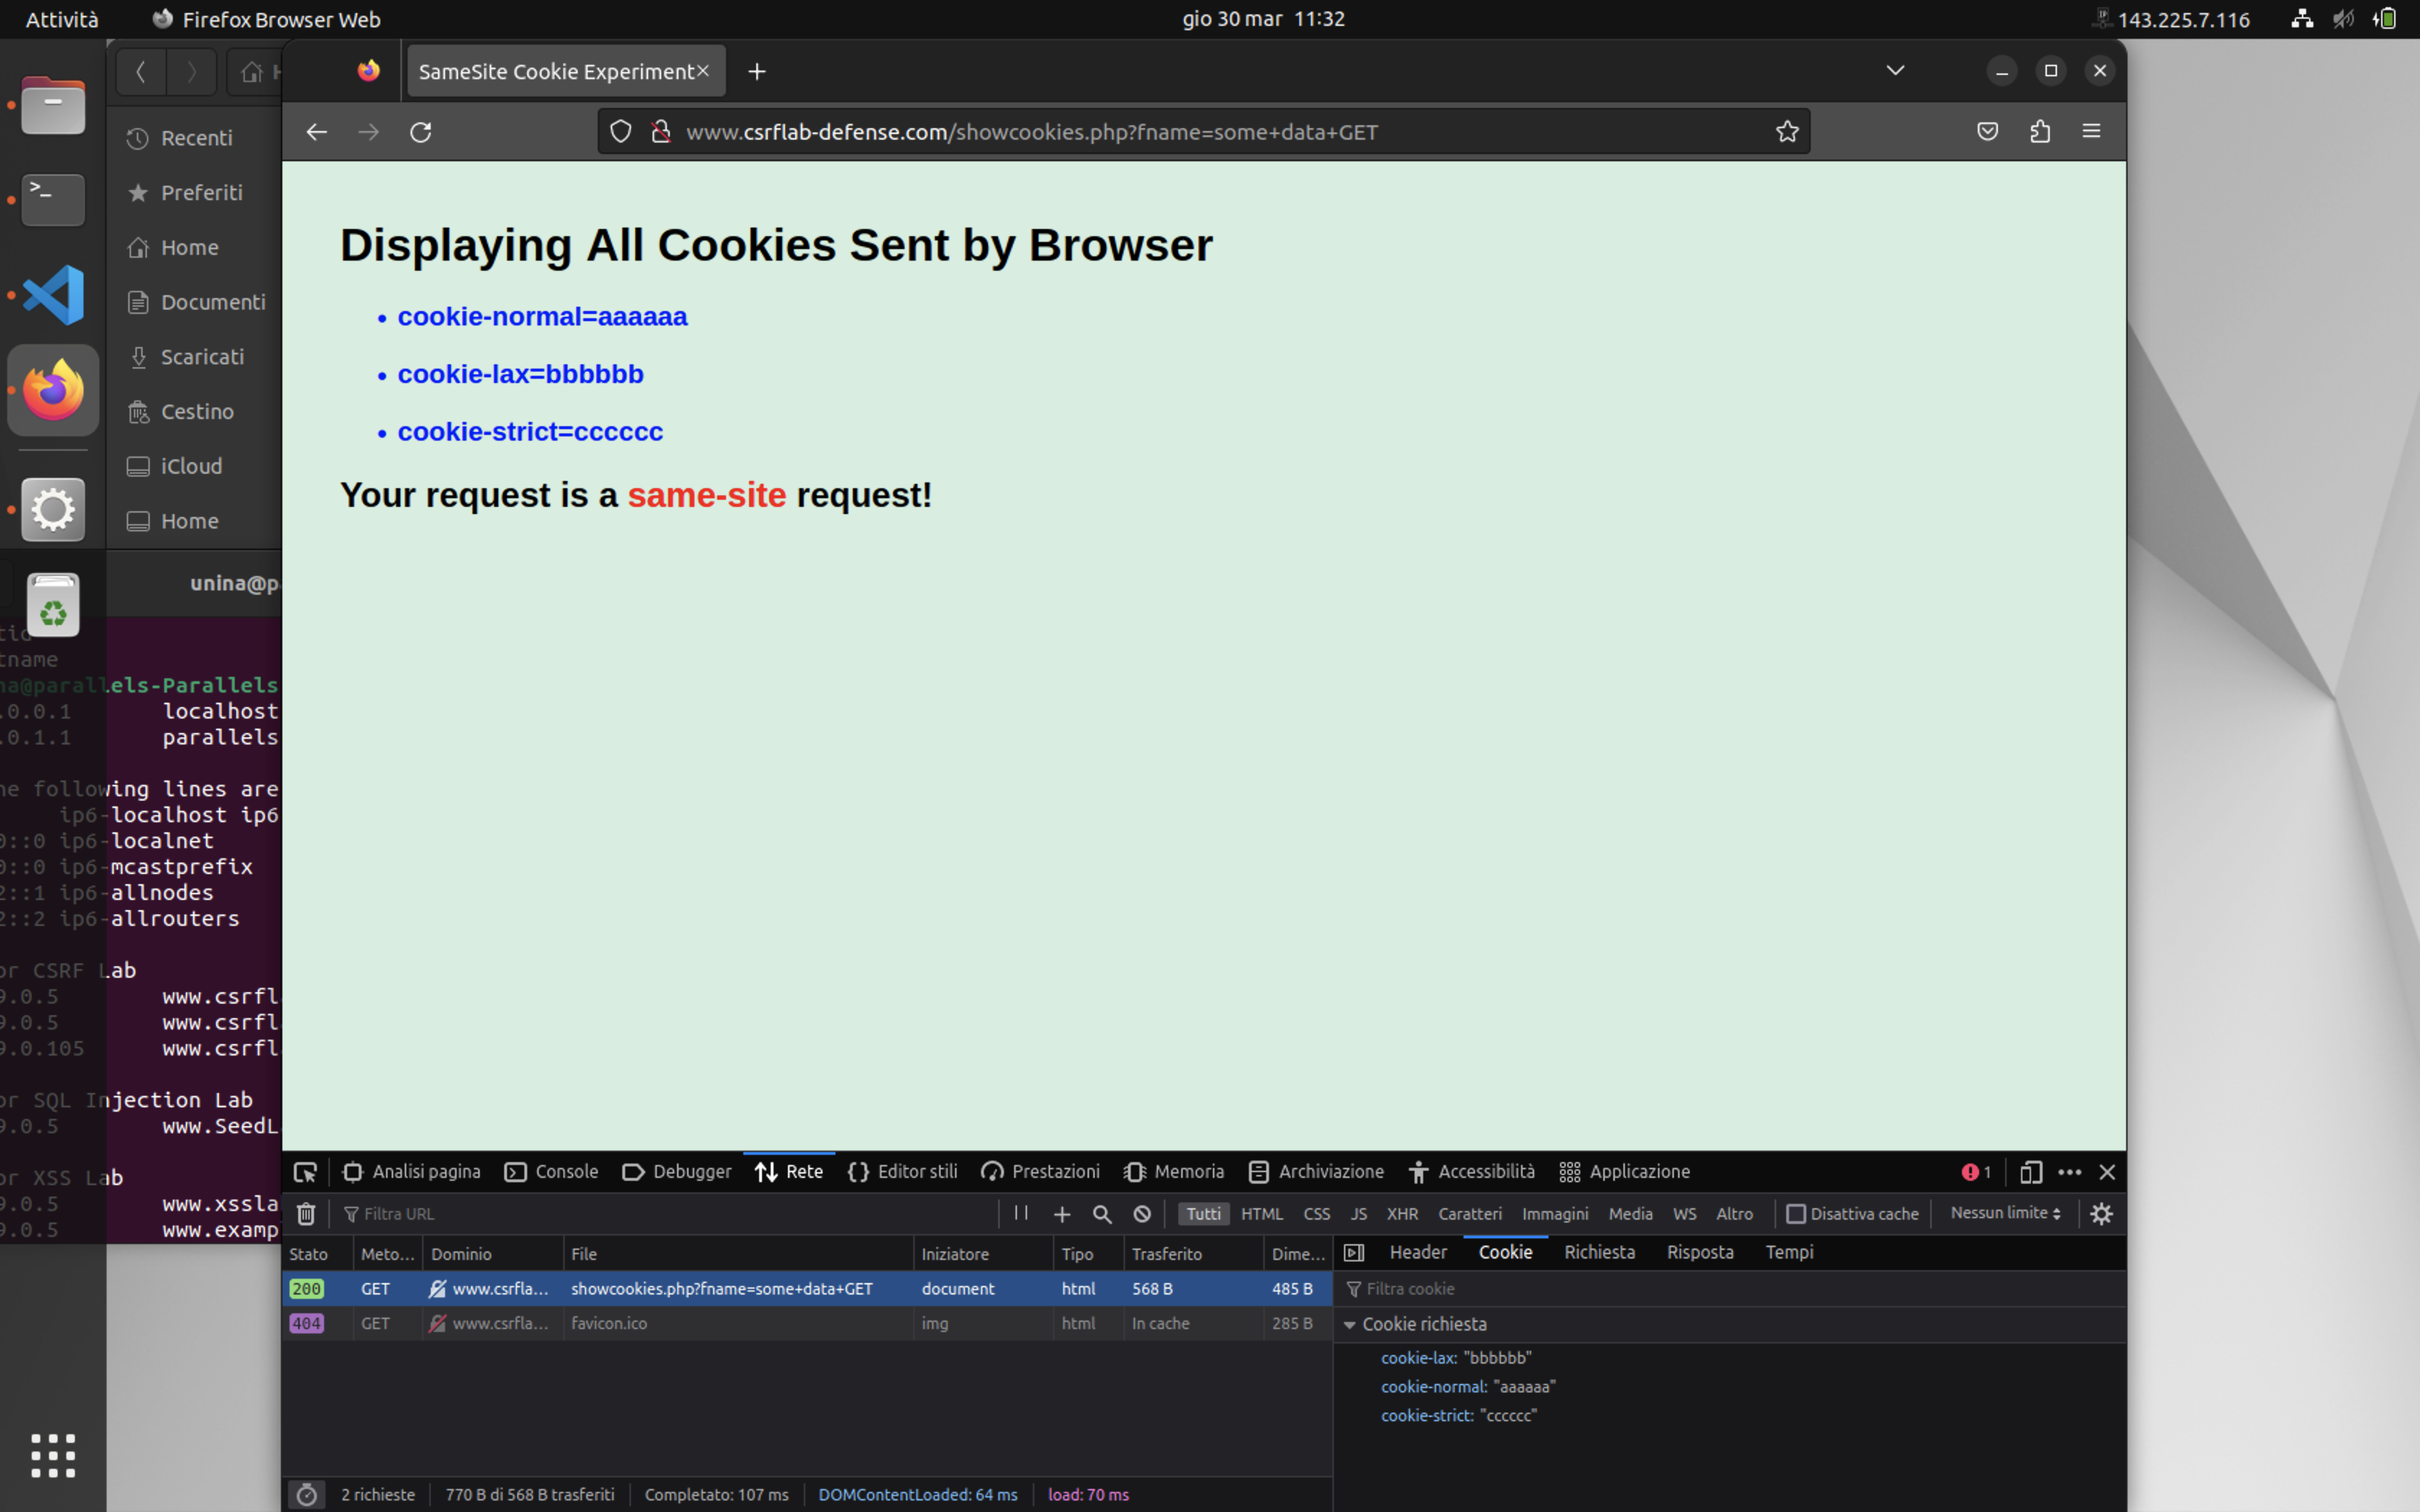 Attività Firefox Browser Web gio 30 mar 11:32 143.225.7.116
SameSite Cookie Experiment
www.csrflab-defense.com/showcookies.php?fname=some+data+GET
Recenti
Preferiti
Home
Documenti
Scaricati
Cestino
iCloud
Home
Displaying All Cookies Sent by Browser
• cookie-normal=aaaaaa
• cookie-lax=bbbbbb
• cookie-strict=cccccc
Your request is a same-site request!
unina@p
tname
na@parallels-Parallels
.0.0.1 localhost
.0.1.1 parallels
he following lines are
ip6-localhost ip6
0::0 ip6-localnet
0::0 ip6-mcastprefix
2::1 ip6-allnodes
2::2 ip6-allrouters
or CSRF Lab
9.0.5 www.csrfl
9.0.5 www.csrfl
9.0.105 www.csrfl
or SQL Injection Lab
9.0.5 www.SeedL
or XSS Lab
9.0.5 www.xssla
9.0.5 www.examp
Analisi pagina Console Debugger Rete Editor stili Prestazioni Memoria Archiviazione Accessibilità Applicazione 1
Filtra URL Tutti HTML CSS JS XHR Caratteri Immagini Media WS Altro Disattiva cache Nessun limite
Stato Meto... Dominio File Iniziatore Tipo Trasferito Dime...
200 GET www.csrfla... showcookies.php?fname=some+data+GET document html 568 B 485 B
404 GET www.csrfla... favicon.ico img html In cache 285 B
Header Cookie Richiesta Risposta Tempi
Filtra cookie
Cookie richiesta
cookie-lax: "bbbbbb"
cookie-normal: "aaaaaa"
cookie-strict: "cccccc"
2 richieste 770 B di 568 B trasferiti Completato: 107 ms DOMContentLoaded: 64 ms load: 70 ms